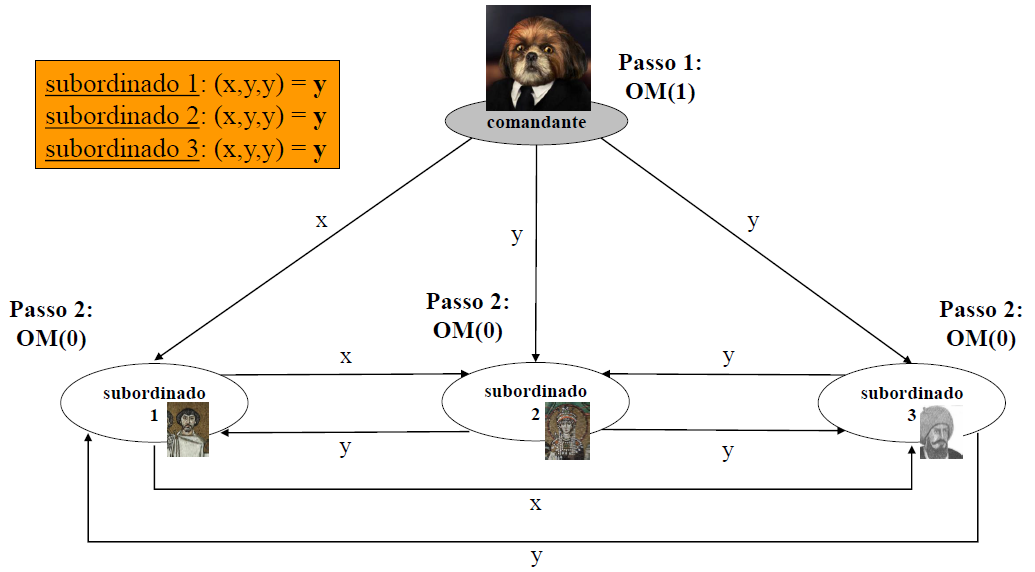 subordinado 1: (x,y,y) = y
subordinado 2: (x,y,y) = y
subordinado 3: (x,y,y) = y
Passo 1:
OM(1)
comandante
x
y
y
Passo 2:
OM(0)
Passo 2:
OM(0)
Passo 2:
OM(0)
x
y
subordinado
1
subordinado
2
subordinado
3
y
y
x
y